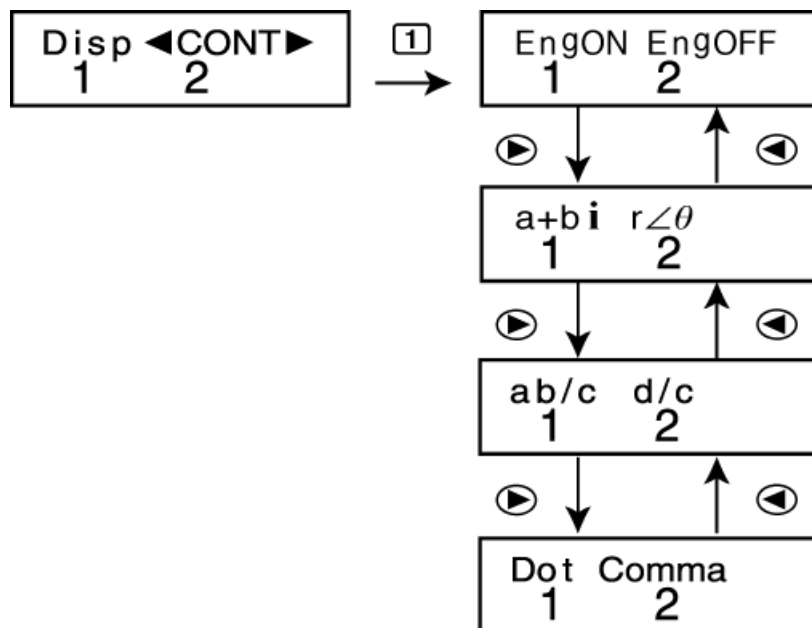 Disp ◀CONT▶
1 2
1
EngON EngOFF
1 2
▶ ◀
a+bi r∠θ
1 2
▶ ◀
ab/c d/c
1 2
▶ ◀
Dot Comma
1 2